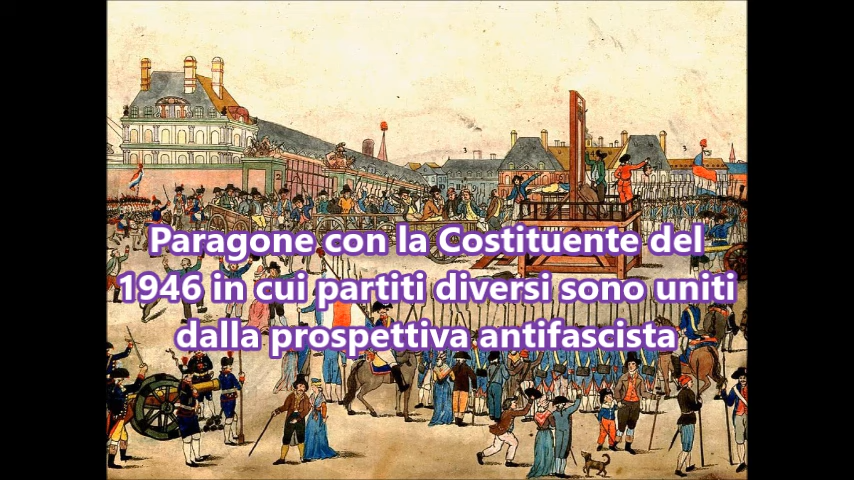 Paragone con la Costituente del
1946 in cui partiti diversi sono uniti
dalla prospettiva antifascista